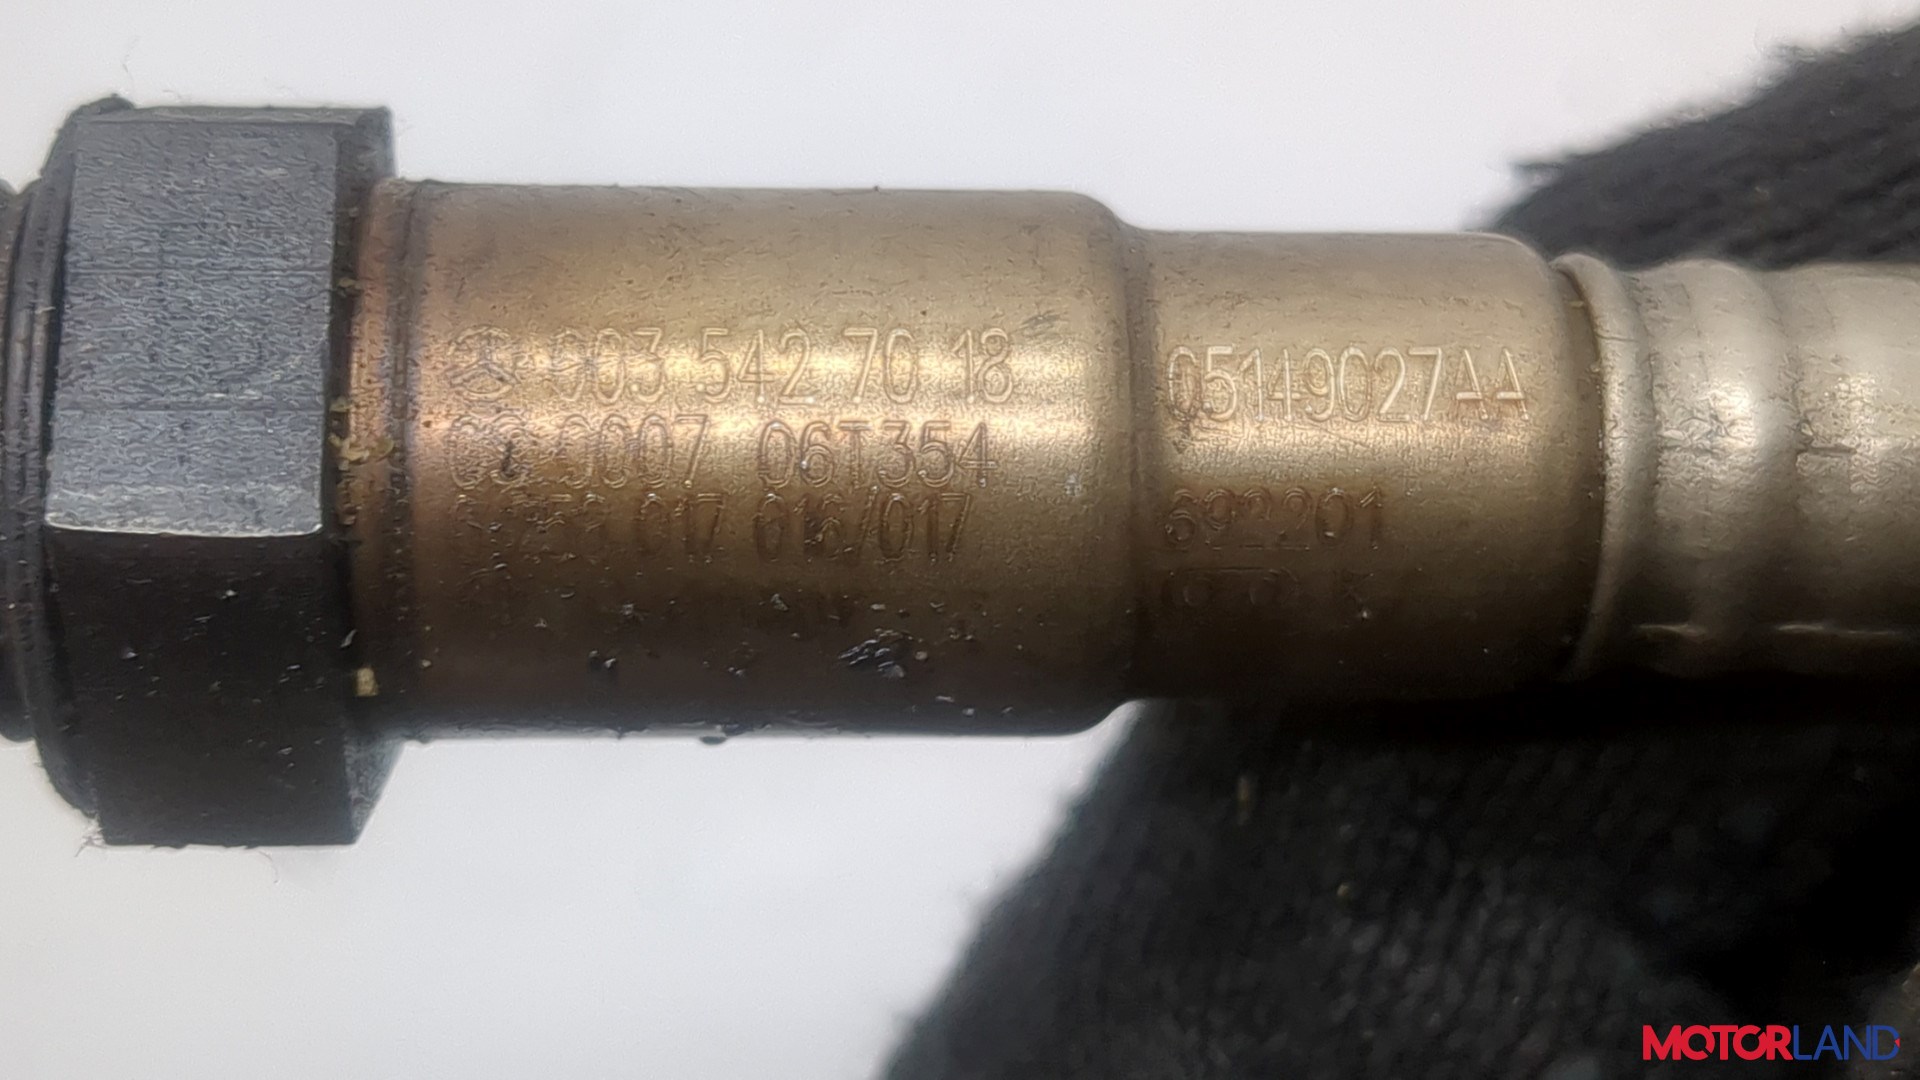 003 542 70 18
0007 06T354
017 016/017
05149027AA
692201
MOTORLAND